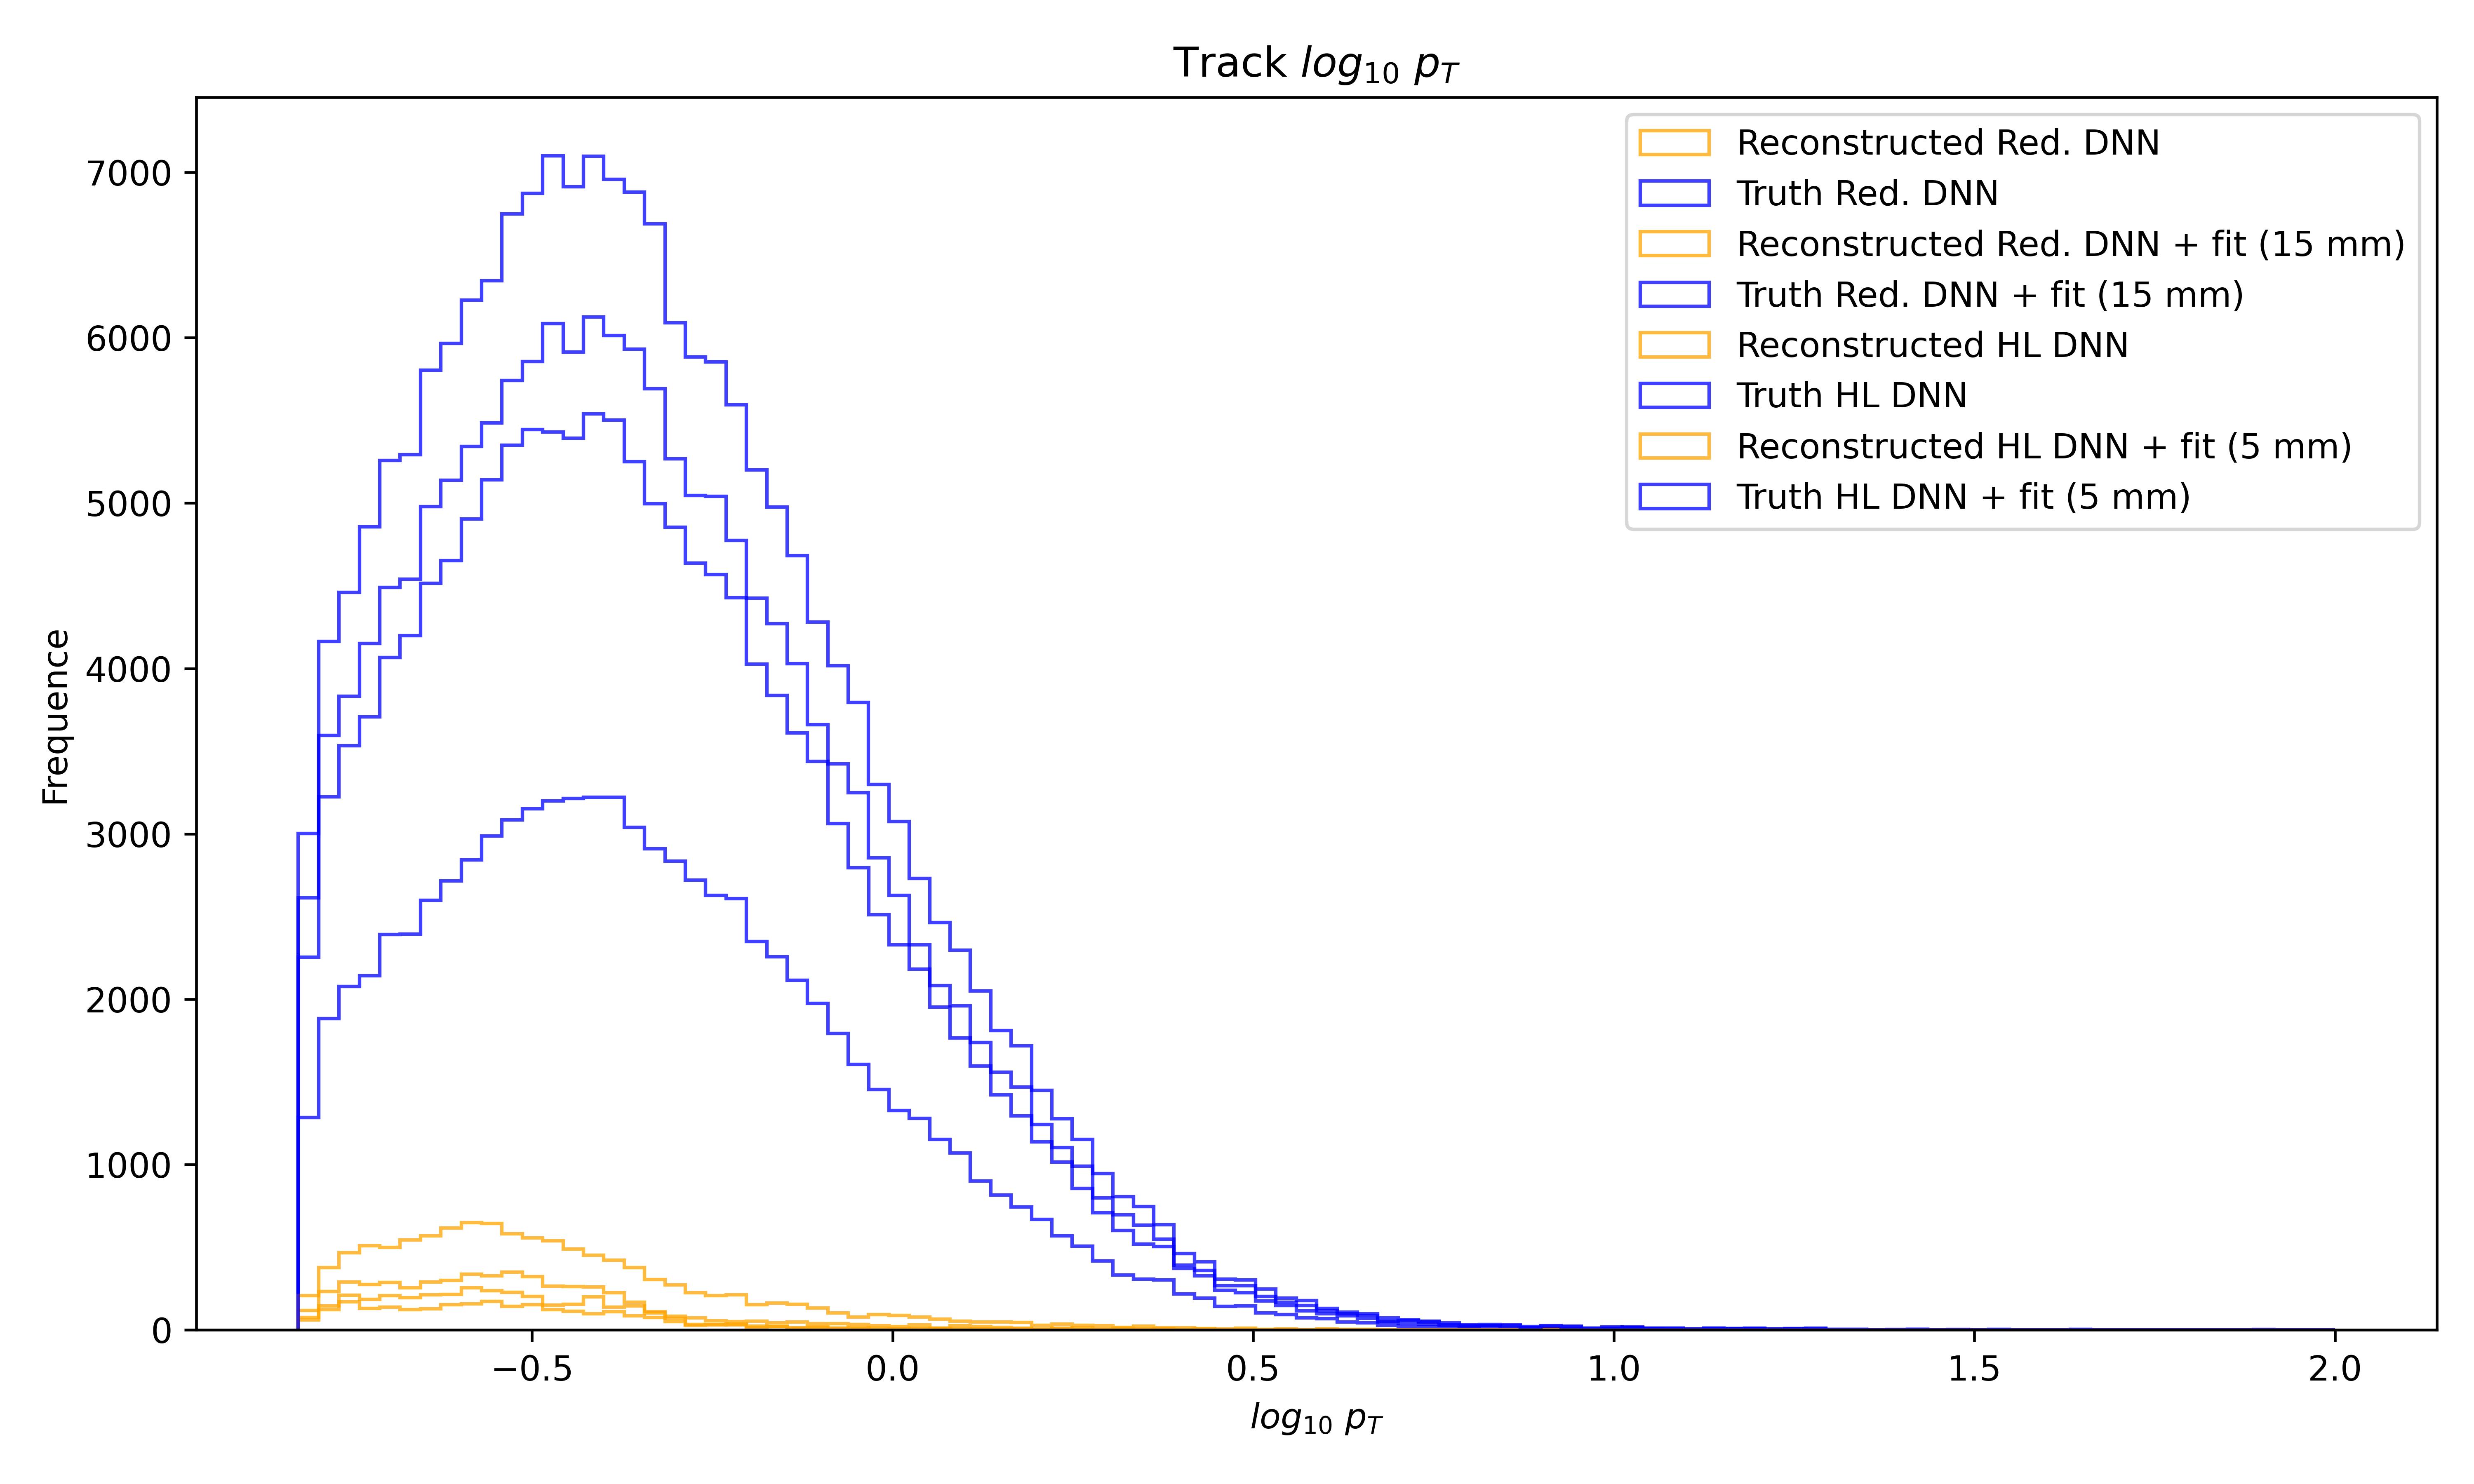 Track log₁₀ p_T
Reconstructed Red. DNN
Truth Red. DNN
Reconstructed Red. DNN + fit (15 mm)
Truth Red. DNN + fit (15 mm)
Reconstructed HL DNN
Truth HL DNN
Reconstructed HL DNN + fit (5 mm)
Truth HL DNN + fit (5 mm)
Frequence
7000
6000
5000
4000
3000
2000
1000
0
−0.5 0.0 0.5 1.0 1.5 2.0
log₁₀ p_T